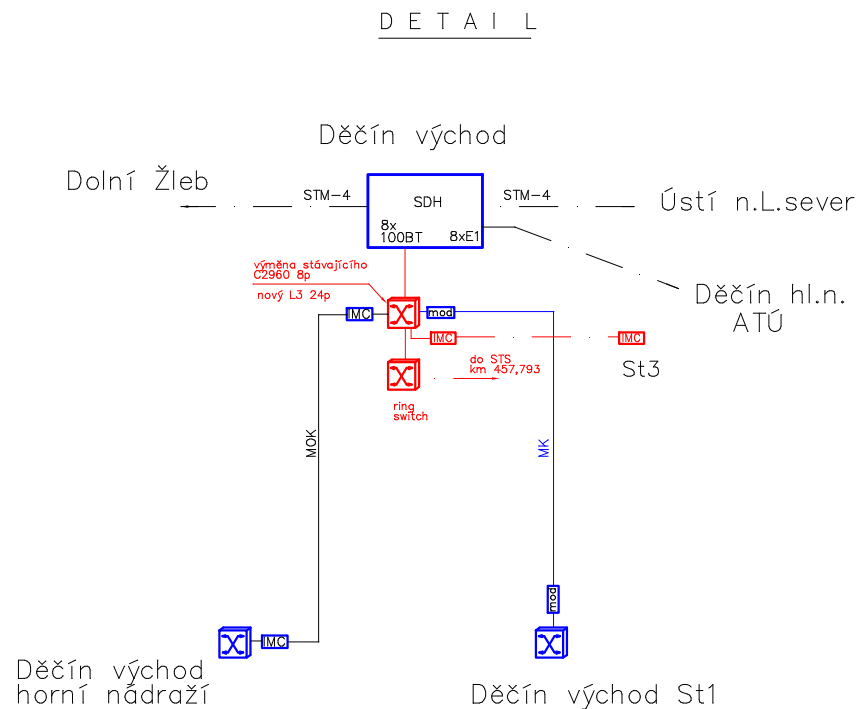 D E T A I L
Děčín východ
Dolní Žleb
STM-4
SDH
STM-4
Ústí n.L.sever
8x
100BT
8xE1
výměna stávajícího
C2960 8p
nový L3 24p
Děčín hl.n.
ATÚ
IMC
mod
IMC
IMC
do STS
km 457,793
St3
ring
switch
MOK
MK
mod
IMC
Děčín východ
horní nádraží
Děčín východ St1